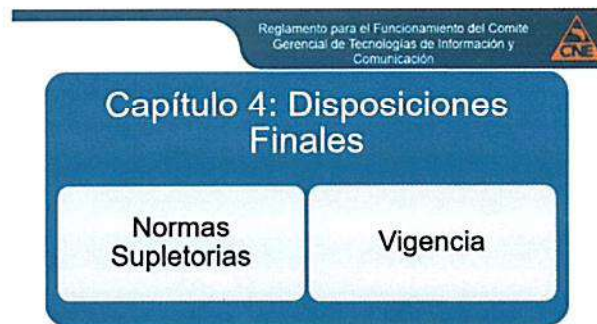 Reglamento para el Funcionamiento del Comité
Gerencial de Tecnologías de Información y
Comunicación
CNE
Capítulo 4: Disposiciones
Finales
Normas
Supletorias
Vigencia